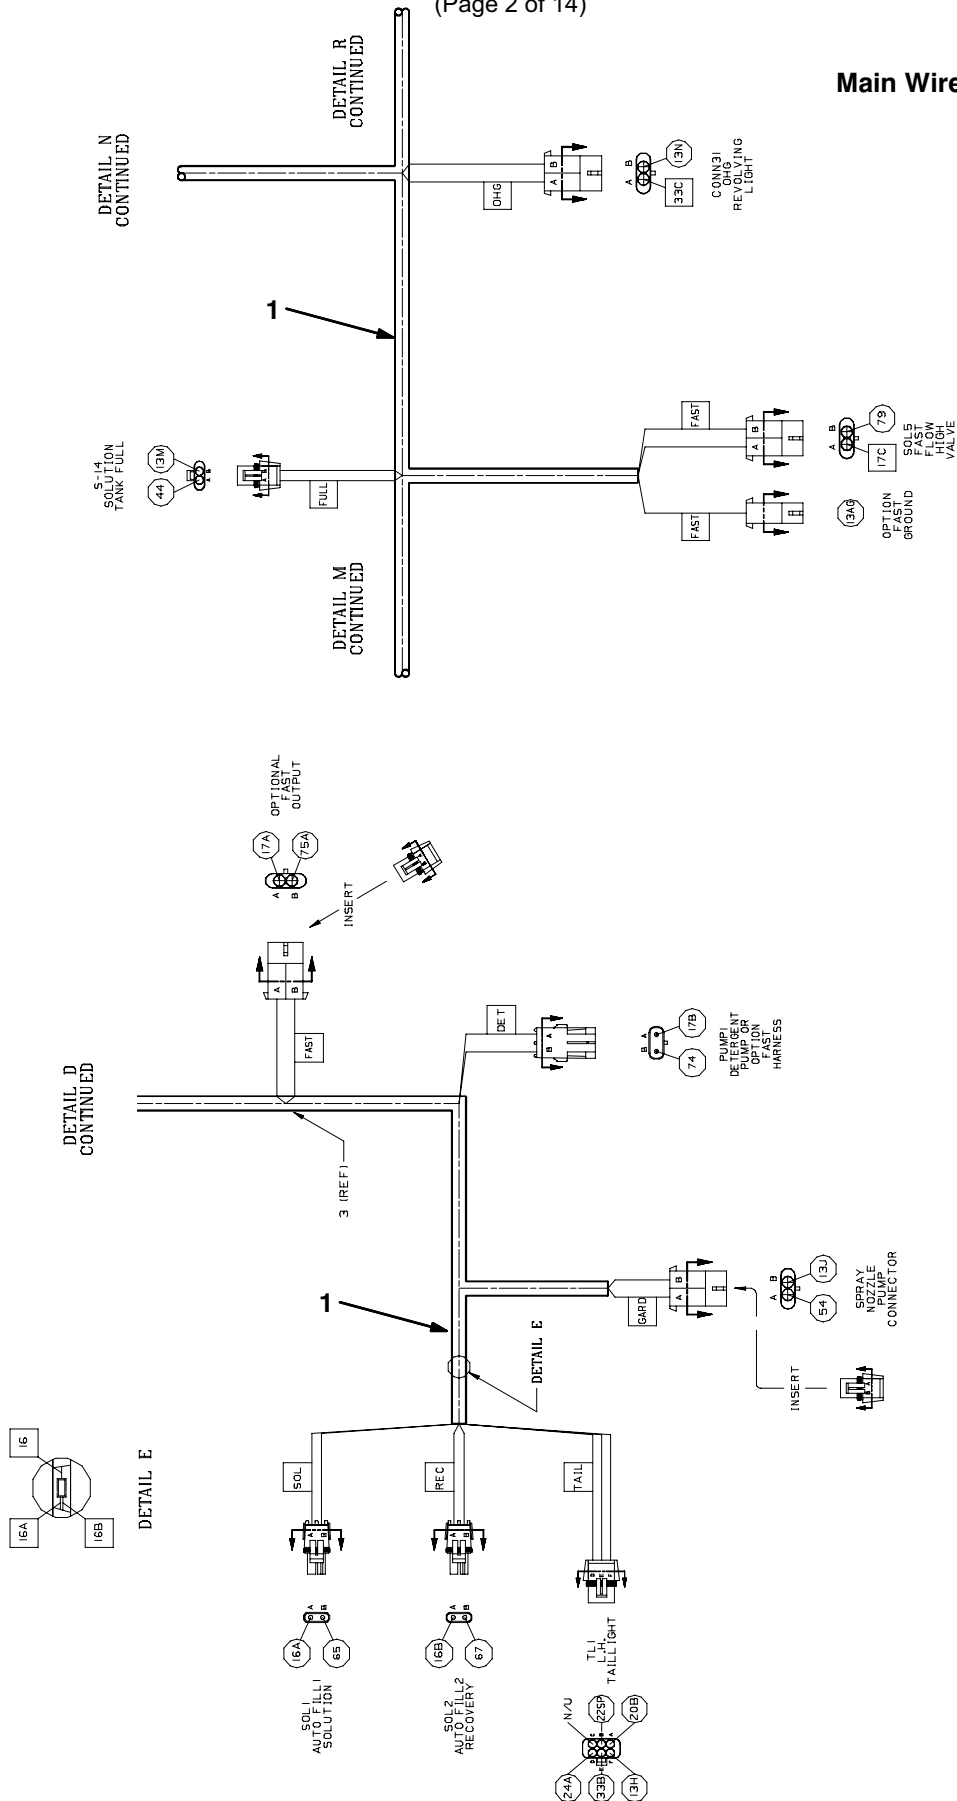 (Page 2 of 14)
Main Wire
DETAIL R
CONTINUED
DETAIL N
CONTINUED
OHG
A
B
A
B
13N
33C
CONN31
OHG
REVOLVING
LIGHT
1
S-14
SOLUTION
TANK FULL
13M
44
A
B
FULL
FAST
A
B
A
B
79
17C
SOL5
FAST
FLOW
HIGH
VALVE
FAST
13AG
OPTION
FAST
GROUND
DETAIL M
CONTINUED
OPTIONAL
FAST
OUTPUT
17A
75A
A
B
INSERT
A
B
FAST
DETAIL D
CONTINUED
3 (REF)
DET
B
A
B
A
17B
74
PUMP1
DETERGENT
PUMP OR
OPTION
FAST
HARNESS
1
DETAIL E
GARD
A
B
A
B
13J
54
SPRAY
NOZZLE
PUMP
CONNECTOR
INSERT
16
16A
16B
DETAIL E
SOL
A
B
A
B
16A
65
SOL1
AUTO FILL1
SOLUTION
REC
A
B
A
B
16B
67
SOL2
AUTO FILL2
RECOVERY
TAIL
TL1
L.H.
TAILLIGHT
N/U
22SP
20B
24A
33B
13H
C
B
A
D
E
F